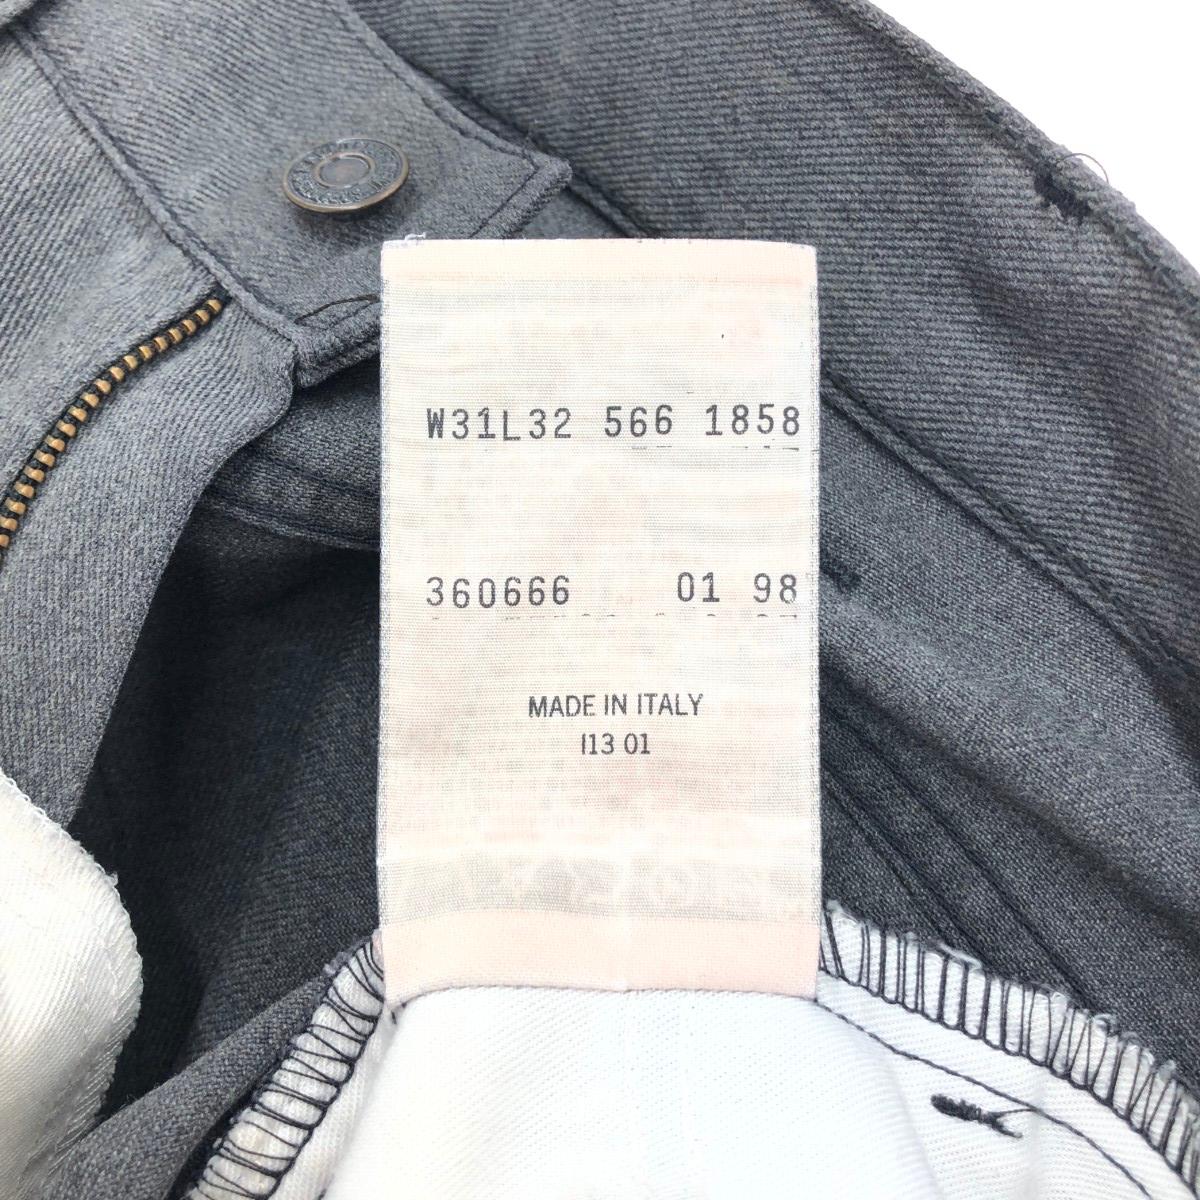 W31L32 566 1858
360666 01 98
MADE IN ITALY
I13 01